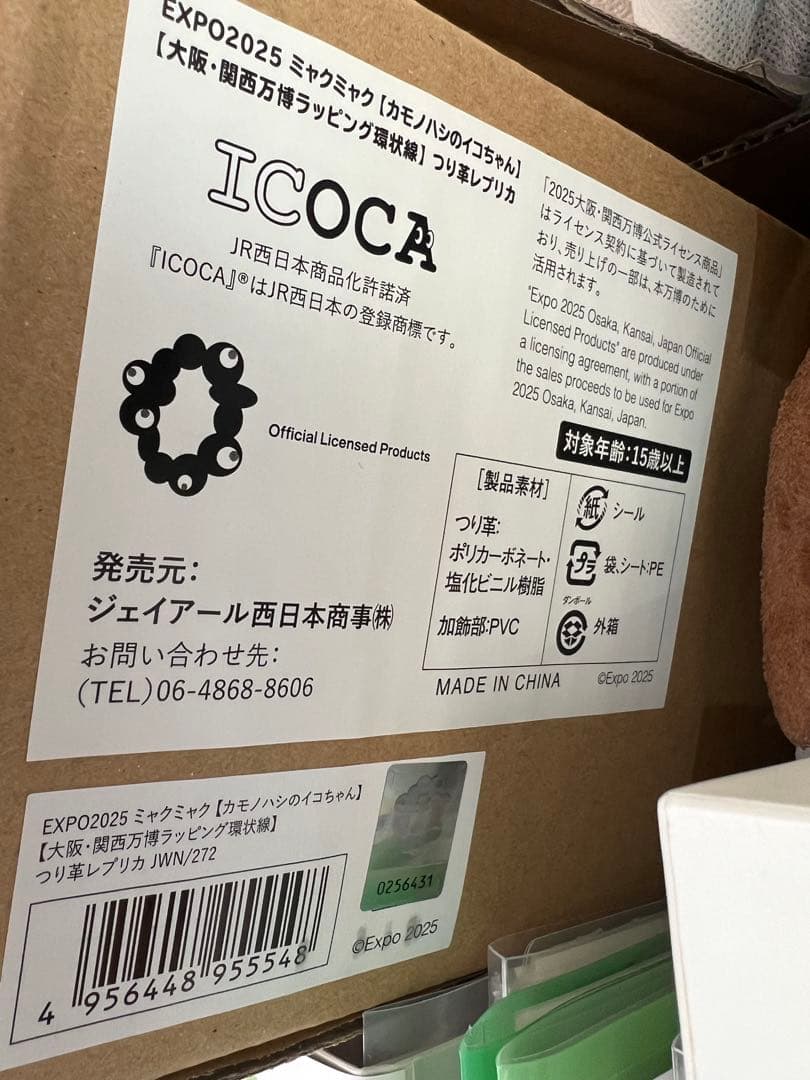 EXPO2025 ミャクミャク【カモノハシのイコちゃん】
【大阪・関西万博ラッピング環状線】つり革レプリカ
ICOCA
JR西日本商品化許諾済
『ICOCA』®はJR西日本の登録商標です。
「2025大阪・関西万博公式ライセンス商品」
はライセンス契約に基づいて製造されて
おり、売り上げの一部は、本万博のために
活用されます。
"Expo 2025 Osaka, Kansai, Japan Official
Licensed Products" are produced under
a licensing agreement, with a portion of
the sales proceeds to be used for Expo
2025 Osaka, Kansai, Japan.
Official Licensed Products
対象年齢:15歳以上
[製品素材]
つり革:
ポリカーボネート・
塩化ビニル樹脂
加飾部:PVC
紙 シール
プラ 袋、シート:PE
ダンボール
外箱
発売元:
ジェイアール西日本商事㈱
お問い合わせ先:
(TEL)06-4868-8606
MADE IN CHINA
©Expo 2025
EXPO2025 ミャクミャク【カモノハシのイコちゃん】
【大阪・関西万博ラッピング環状線】
つり革レプリカ JWN/272
0256431
©Expo 2025
4 956448 955548